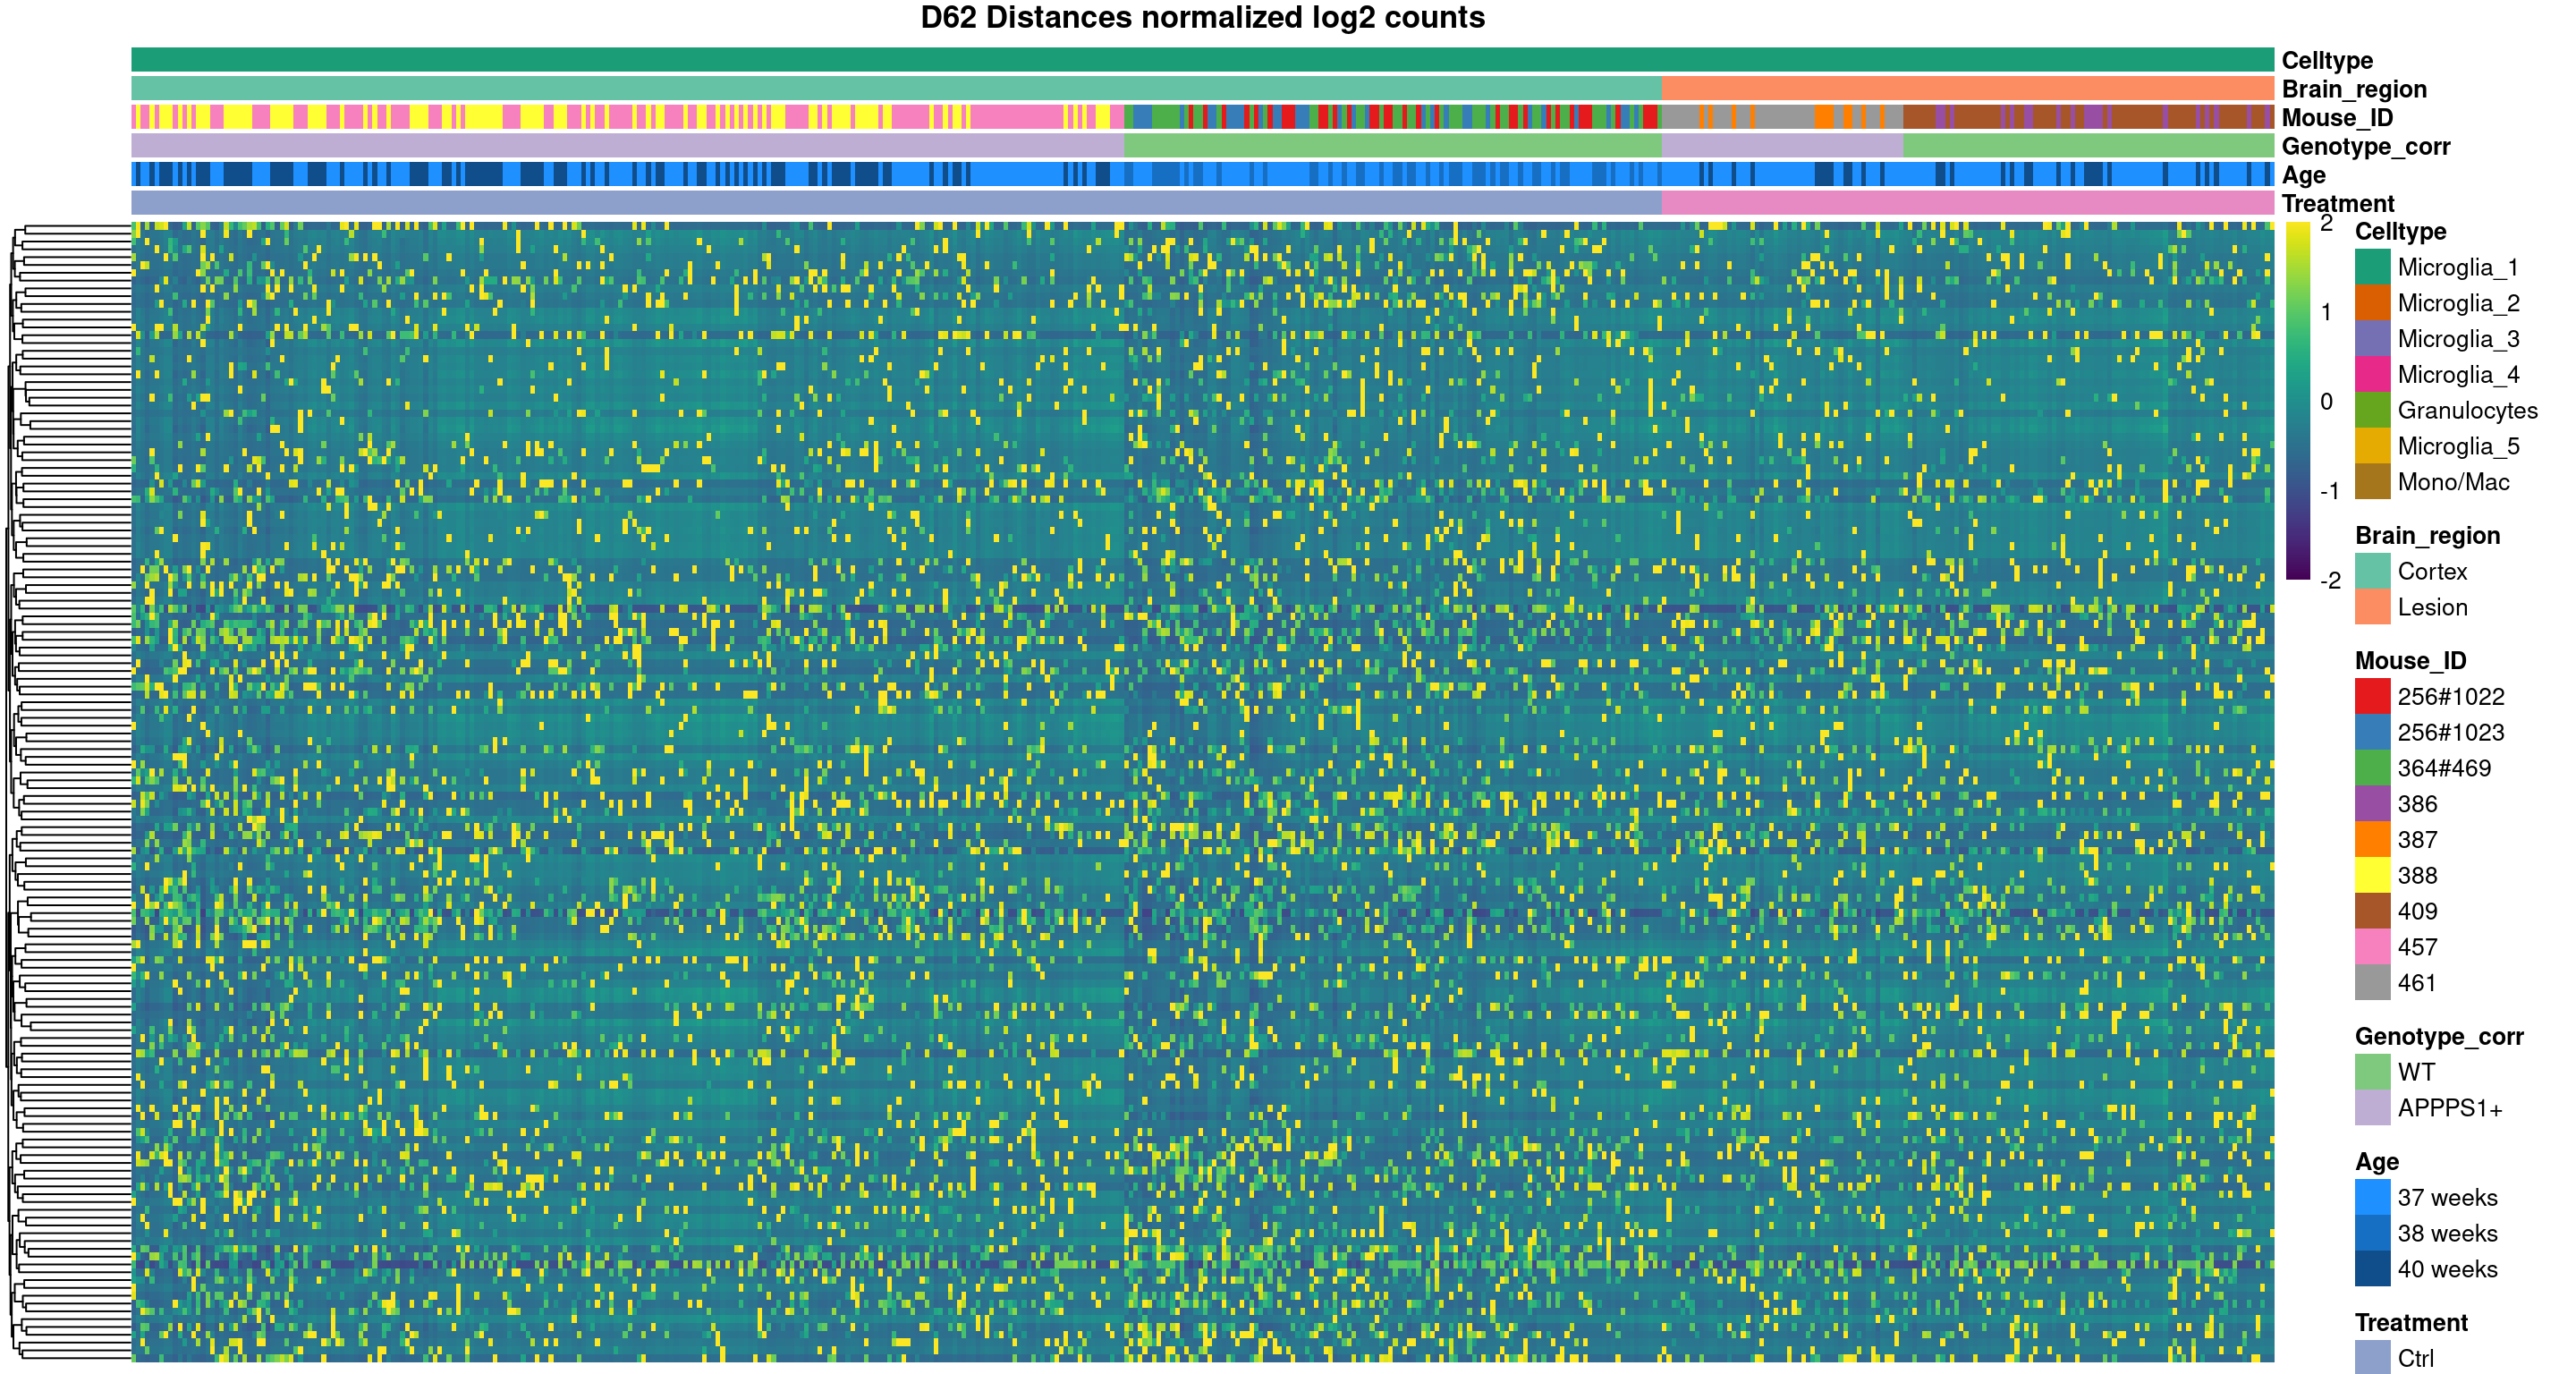 D62 Distances normalized log2 counts
Celltype
Brain_region
Mouse_ID
Genotype_corr
Age
Treatment
2
1
0
-1
-2
Celltype
Microglia_1
Microglia_2
Microglia_3
Microglia_4
Granulocytes
Microglia_5
Mono/Mac
Brain_region
Cortex
Lesion
Mouse_ID
256#1022
256#1023
364#469
386
387
388
409
457
461
Genotype_corr
WT
APPPS1+
Age
37 weeks
38 weeks
40 weeks
Treatment
Ctrl